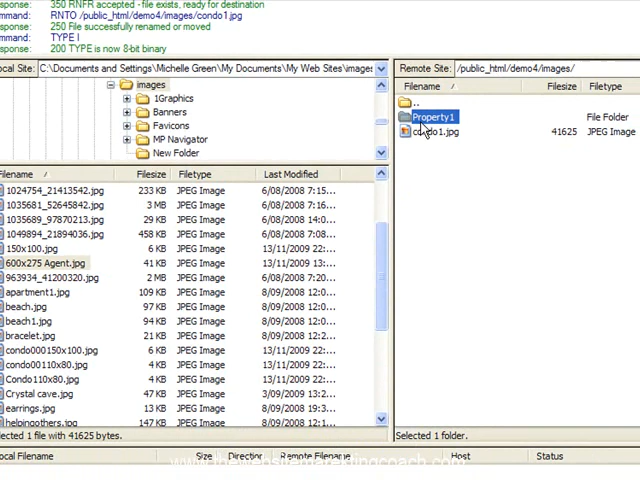 sponse: 350 RNFR accepted - file exists, ready for destination
mmand: RNTO /public_html/demo4/images/condo1.jpg
sponse: 250 File successfully renamed or moved
mmand: TYPE I
sponse: 200 TYPE is now 8-bit binary
ocal Site: C:\Documents and Settings\Michelle Green\My Documents\My Web Sites\images
Remote Site: /public_html/demo4/images/
images
1Graphics
Banners
Favicons
MP Navigator
New Folder
Filename Filesize Filetype
..
Property1 File Folder
condo1.jpg 41625 JPEG Image
Filename Filesize Filetype Last Modified
1024754_21413542.jpg 233 KB JPEG Image 6/08/2008 7:15...
1035681_52645842.jpg 3 MB JPEG Image 6/08/2008 7:16...
1035689_97870213.jpg 29 KB JPEG Image 6/08/2008 14:0...
1049894_21894036.jpg 458 KB JPEG Image 6/08/2008 7:08...
150x100.jpg 6 KB JPEG Image 13/11/2009 22:...
600x275 Agent.jpg 41 KB JPEG Image 13/11/2009 13:...
963934_41200320.jpg 2 MB JPEG Image 6/08/2008 7:20...
apartment1.jpg 109 KB JPEG Image 8/09/2008 12:0...
beach.jpg 97 KB JPEG Image 8/09/2008 12:0...
beach1.jpg 94 KB JPEG Image 8/09/2008 12:0...
bracelet.jpg 21 KB JPEG Image 8/09/2008 12:3...
condo000150x100.jpg 6 KB JPEG Image 13/11/2009 22:...
condo00110x80.jpg 4 KB JPEG Image 13/11/2009 22:...
Condo110x80.jpg 4 KB JPEG Image 13/11/2009 22:...
Crystal cave.jpg 47 KB JPEG Image 3/09/2009 13:2...
earrings.jpg 13 KB JPEG Image 8/09/2008 19:3...
helpingothers.jpg 147 KB JPEG Image 8/09/2008 12:1...
elected 1 file with 41625 bytes.
Selected 1 folder.
ocal Filename Size Direction Remote Filename Host Status
www.thewebsitemarketingcoach.com